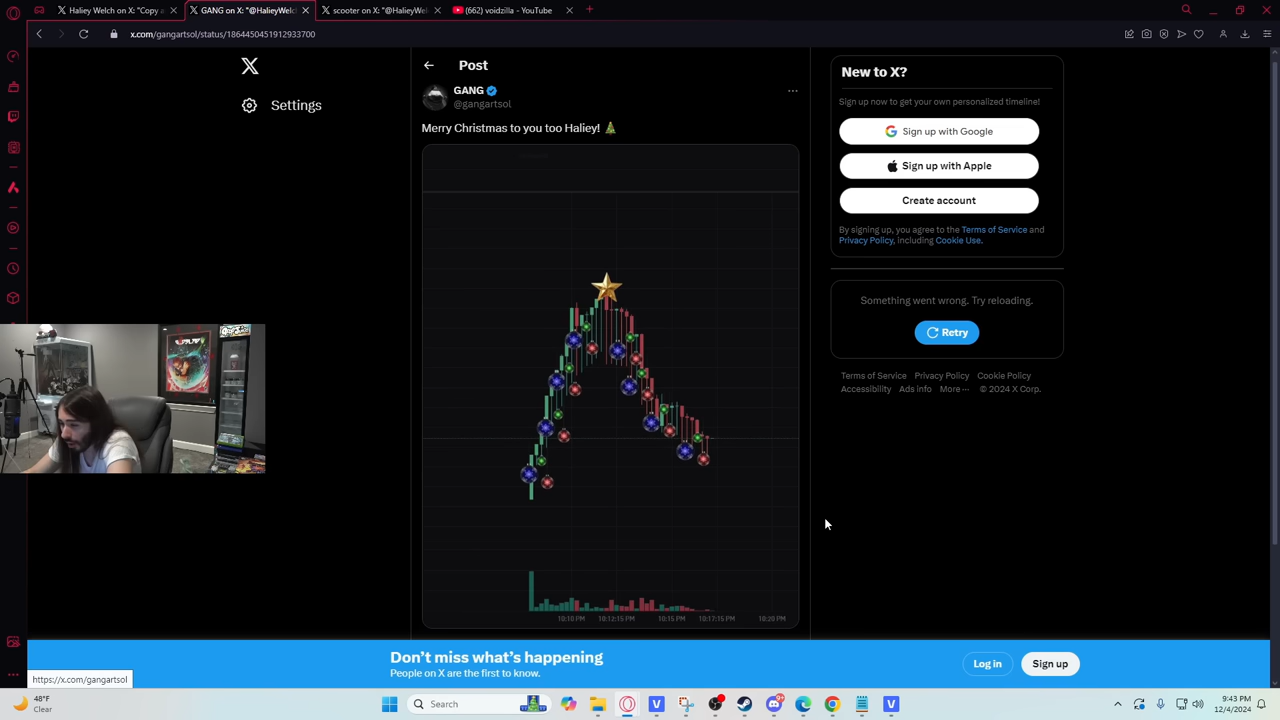 Haliey Welch on X: "Copy a
GANG on X: "@HalieyWelch
scooter on X: "@HalieyWel
(662) voidzilla - YouTube
x.com/gangartsol/status/1864450451912933700
Settings
Post
GANG
@gangartsol
Merry Christmas to you too Haliey! 🎄
10:10 PM 10:12:15 PM 10:15 PM 10:17:15 PM 10:20 PM
New to X?
Sign up now to get your own personalized timeline!
Sign up with Google
Sign up with Apple
Create account
By signing up, you agree to the Terms of Service and
Privacy Policy, including Cookie Use.
Something went wrong. Try reloading.
Retry
Terms of Service Privacy Policy Cookie Policy
Accessibility Ads info More ··· © 2024 X Corp.
Don't miss what's happening
People on X are the first to know.
Log in
Sign up
https://x.com/gangartsol
48°F
Clear
Search
9+
9:43 PM
12/4/2024